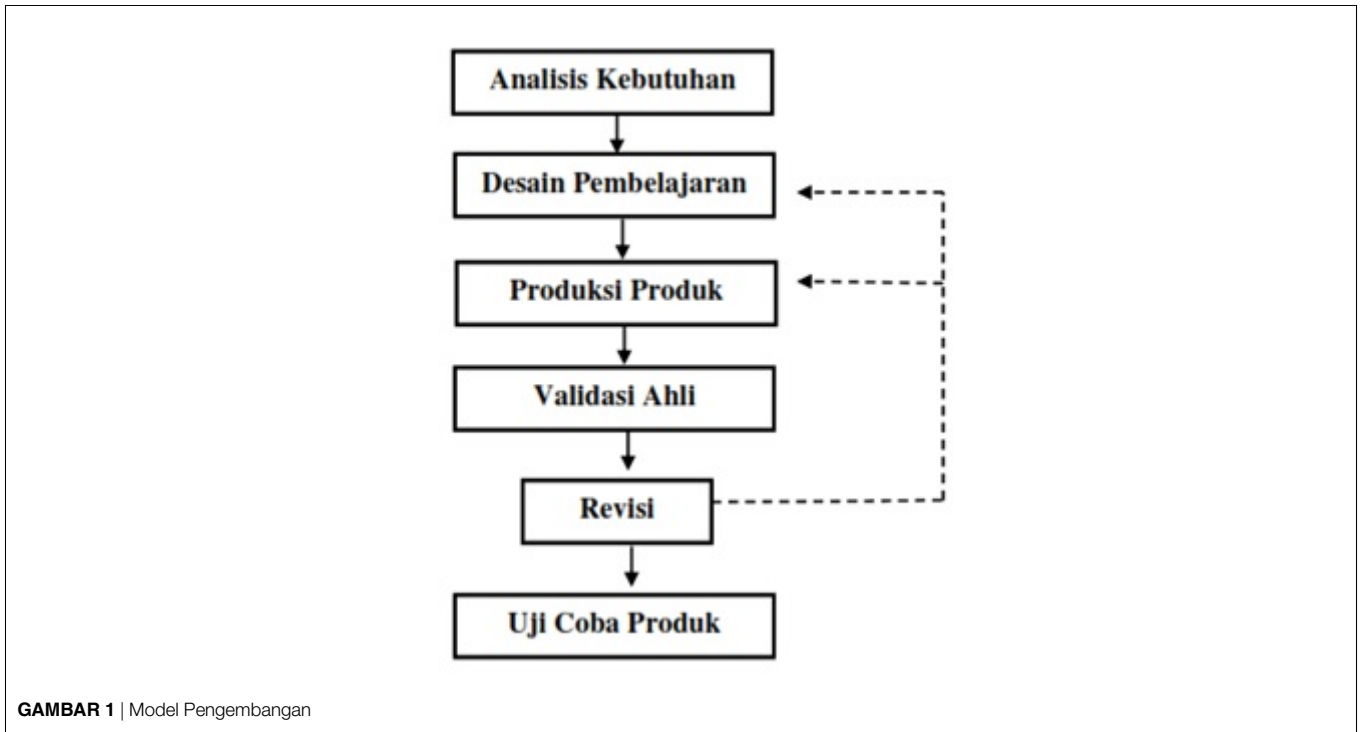 Analisis Kebutuhan
Desain Pembelajaran
Produksi Produk
Validasi Ahli
Revisi
Uji Coba Produk
GAMBAR 1 | Model Pengembangan